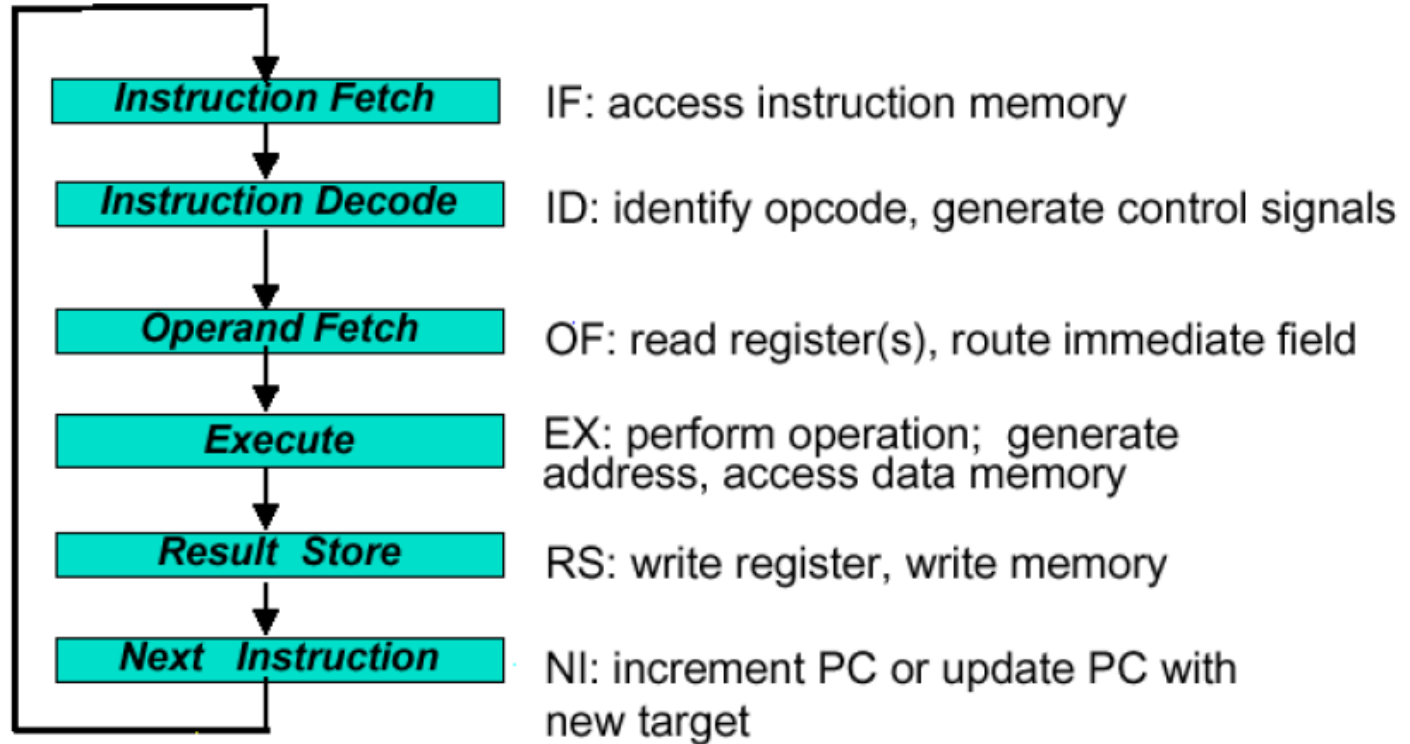 Instruction Fetch
IF: access instruction memory
Instruction Decode
ID: identify opcode, generate control signals
Operand Fetch
OF: read register(s), route immediate field
Execute
EX: perform operation; generate
address, access data memory
Result Store
RS: write register, write memory
Next Instruction
NI: increment PC or update PC with
new target